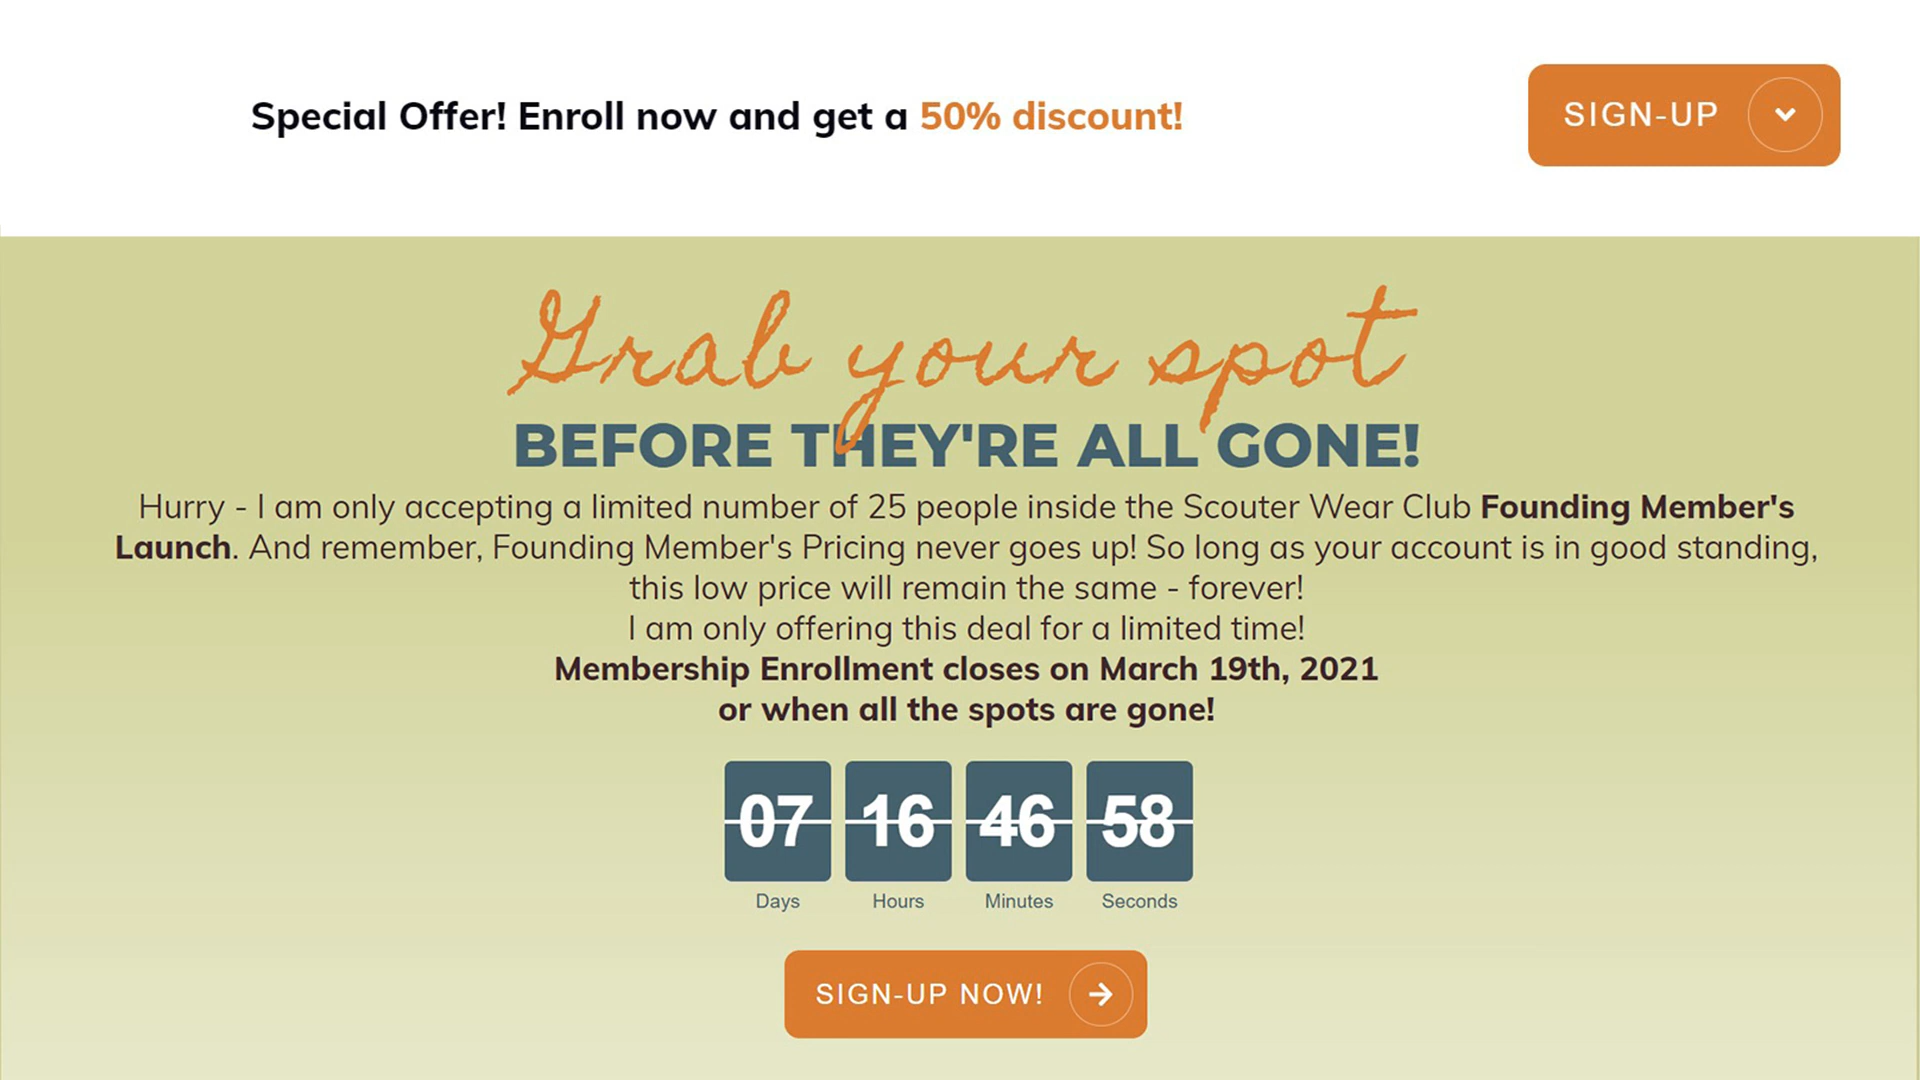 Special Offer! Enroll now and get a 50% discount!
SIGN-UP
Grab your spot
BEFORE THEY'RE ALL GONE!
Hurry - I am only accepting a limited number of 25 people inside the Scouter Wear Club Founding Member's
Launch. And remember, Founding Member's Pricing never goes up! So long as your account is in good standing,
this low price will remain the same - forever!
I am only offering this deal for a limited time!
Membership Enrollment closes on March 19th, 2021
or when all the spots are gone!
07 16 46 58
Days Hours Minutes Seconds
SIGN-UP NOW!